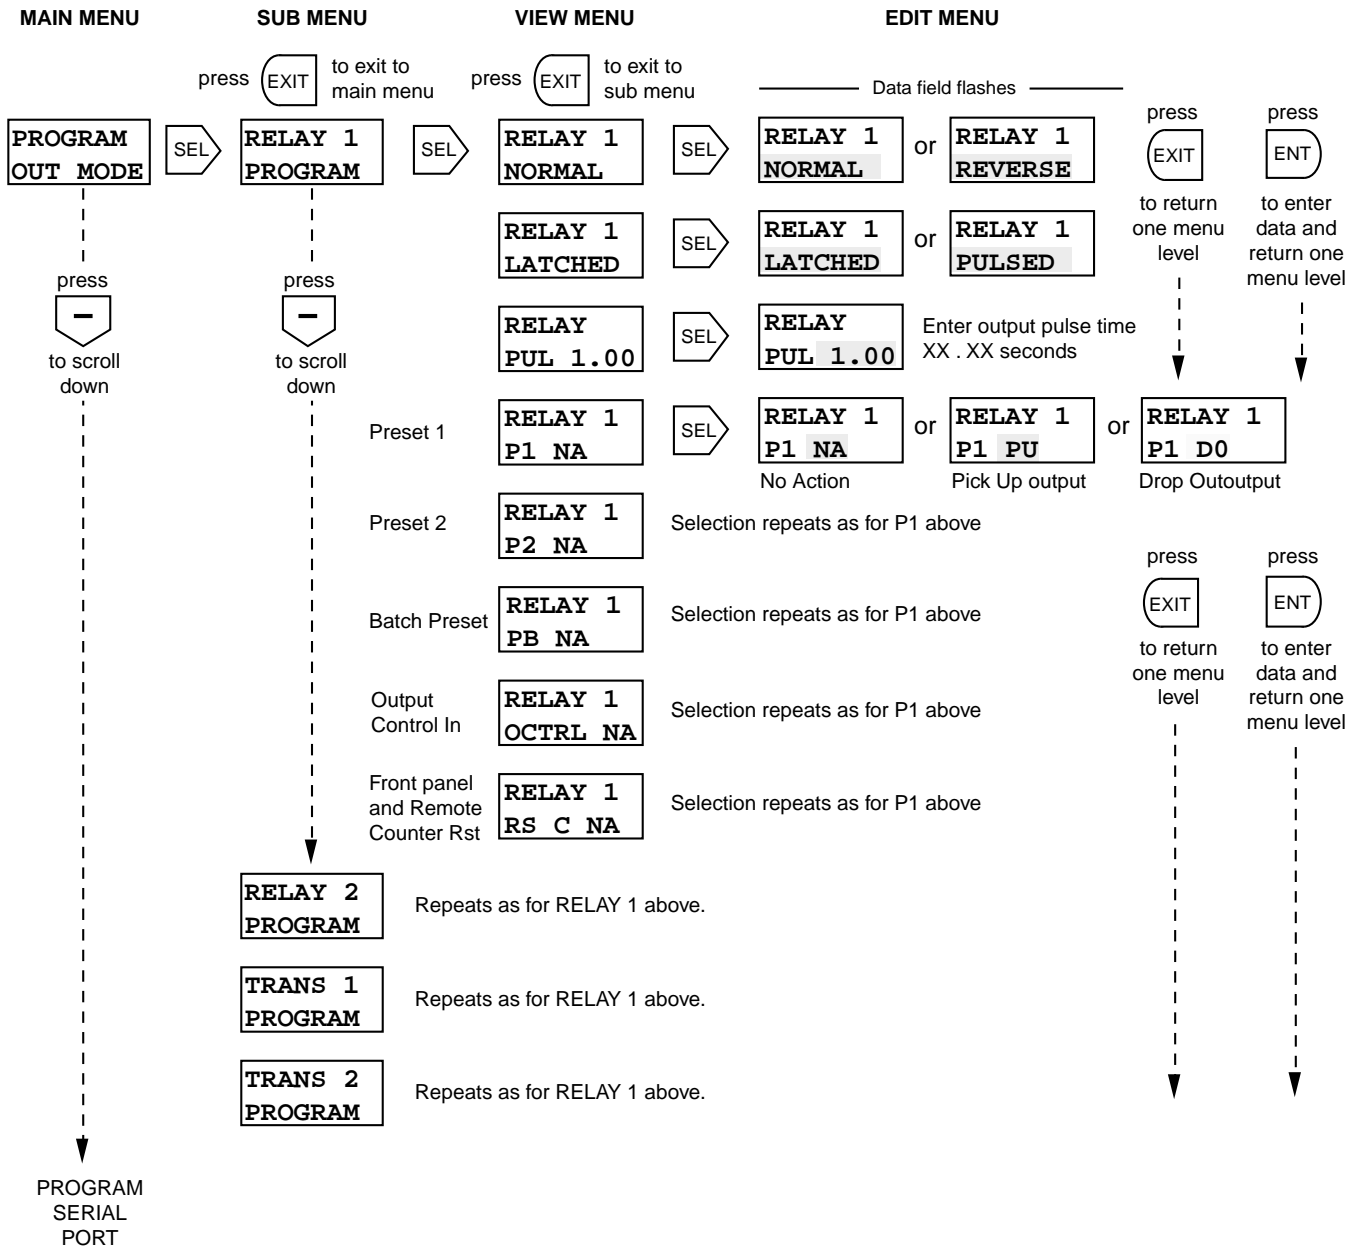 MAIN MENU
SUB MENU
VIEW MENU
EDIT MENU
press
EXIT
to exit to
main menu
press
EXIT
to exit to
sub menu
Data field flashes
PROGRAM
OUT MODE
SEL
RELAY 1
PROGRAM
SEL
RELAY 1
NORMAL
SEL
RELAY 1
NORMAL
or
RELAY 1
REVERSE
press
EXIT
to return
one menu
level
press
ENT
to enter
data and
return one
menu level
RELAY 1
LATCHED
SEL
RELAY 1
LATCHED
or
RELAY 1
PULSED
press
–
to scroll
down
press
–
to scroll
down
RELAY
PUL 1.00
SEL
RELAY
PUL 1.00
Enter output pulse time
XX . XX seconds
Preset 1
RELAY 1
P1 NA
SEL
RELAY 1
P1 NA
No Action
or
RELAY 1
P1 PU
Pick Up output
or
RELAY 1
P1 D0
Drop Outoutput
Preset 2
RELAY 1
P2 NA
Selection repeats as for P1 above
press
EXIT
to return
one menu
level
press
ENT
to enter
data and
return one
menu level
Batch Preset
RELAY 1
PB NA
Selection repeats as for P1 above
Output
Control In
RELAY 1
OCTRL NA
Selection repeats as for P1 above
Front panel
and Remote
Counter Rst
RELAY 1
RS C NA
Selection repeats as for P1 above
RELAY 2
PROGRAM
Repeats as for RELAY 1 above.
TRANS 1
PROGRAM
Repeats as for RELAY 1 above.
TRANS 2
PROGRAM
Repeats as for RELAY 1 above.
PROGRAM
SERIAL
PORT